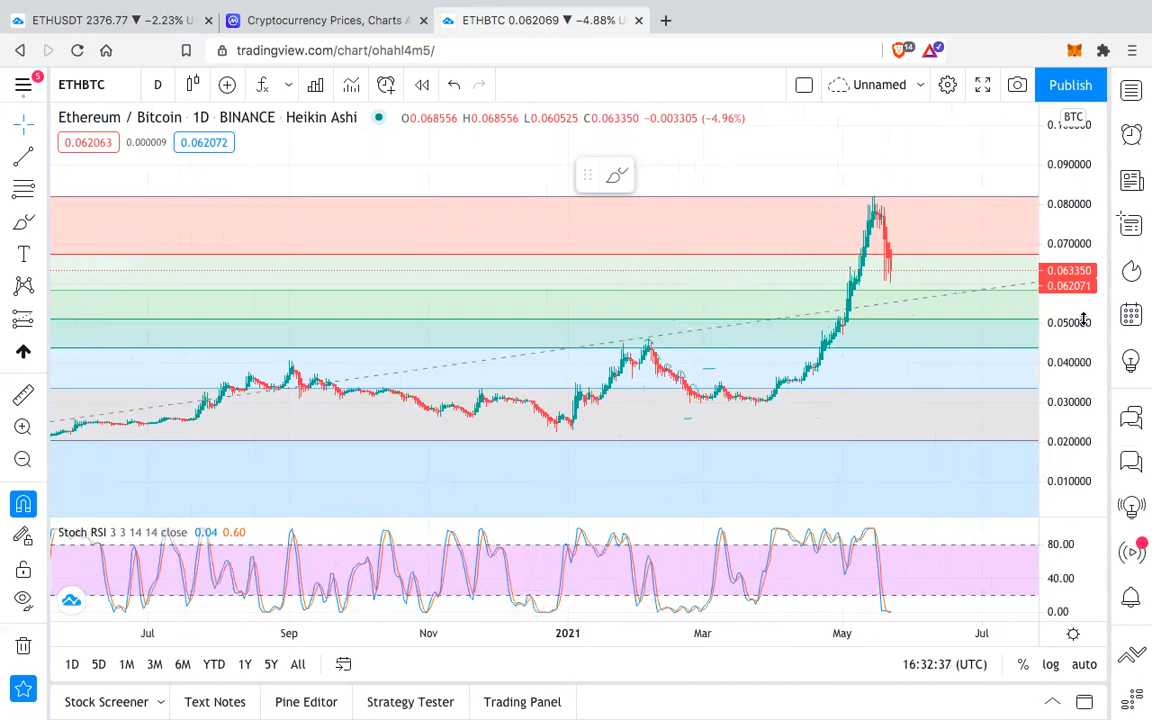 ETHUSDT 2376.77 ▼ −2.23% U
Cryptocurrency Prices, Charts A
ETHBTC 0.062069 ▼ −4.88% U
tradingview.com/chart/ohahl4m5/
14
5
ETHBTC
D
Unnamed
Publish
Ethereum / Bitcoin · 1D · BINANCE · Heikin Ashi
O0.068556 H0.068556 L0.060525 C0.063350 −0.003305 (−4.96%)
BTC
0.062063
0.000009
0.062072
0.100000
0.090000
0.080000
0.070000
0.063350
0.062071
0.050000
0.040000
0.030000
0.020000
0.010000
Stoch RSI 3 3 14 14 close 0.04 0.60
80.00
40.00
0.00
Jul
Sep
Nov
2021
Mar
May
Jul
1D 5D 1M 3M 6M YTD 1Y 5Y All
16:32:37 (UTC)
% log auto
Stock Screener
Text Notes
Pine Editor
Strategy Tester
Trading Panel